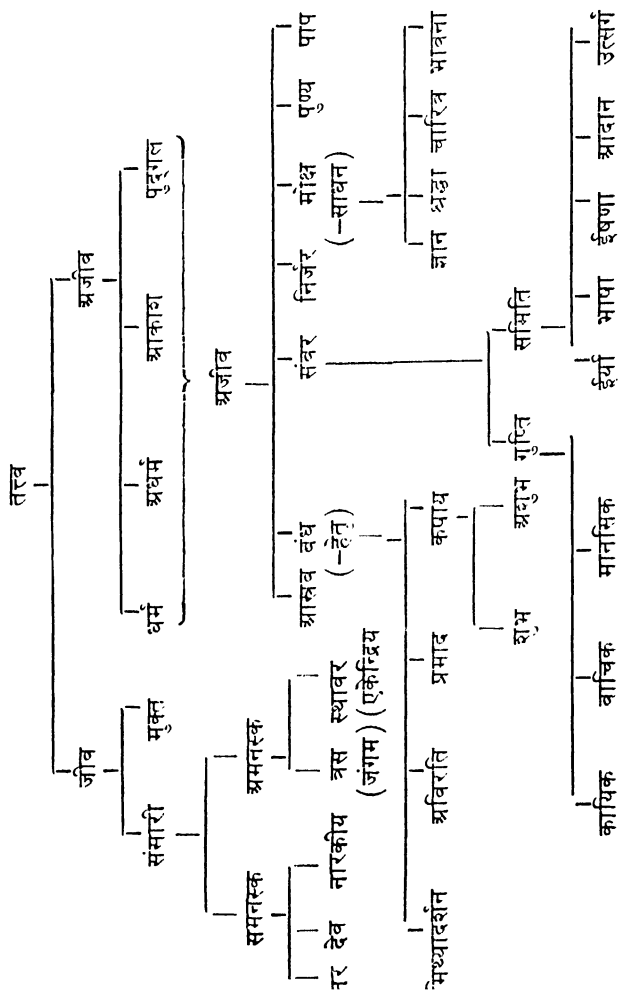 तत्त्व
जीव अजीव
संसारी मुक्त धर्म अधर्म आकाश पुद्गल
समनस्क अमनस्क अजीव
नर देव नारकीय त्रस स्थावर आस्रव बंध संवर निर्जर मोक्ष पुण्य पाप
(जंगम) (एकेन्द्रिय (-हेतु) (-साधन)
मिथ्यादर्शन अविरति प्रमाद कषाय ज्ञान श्रद्धा चारित्र भावना
शुभ अशुभ गुप्ति समिति
कायिक वाचिक मानसिक ईर्या भाषा ईषणा आदान उत्सर्ग